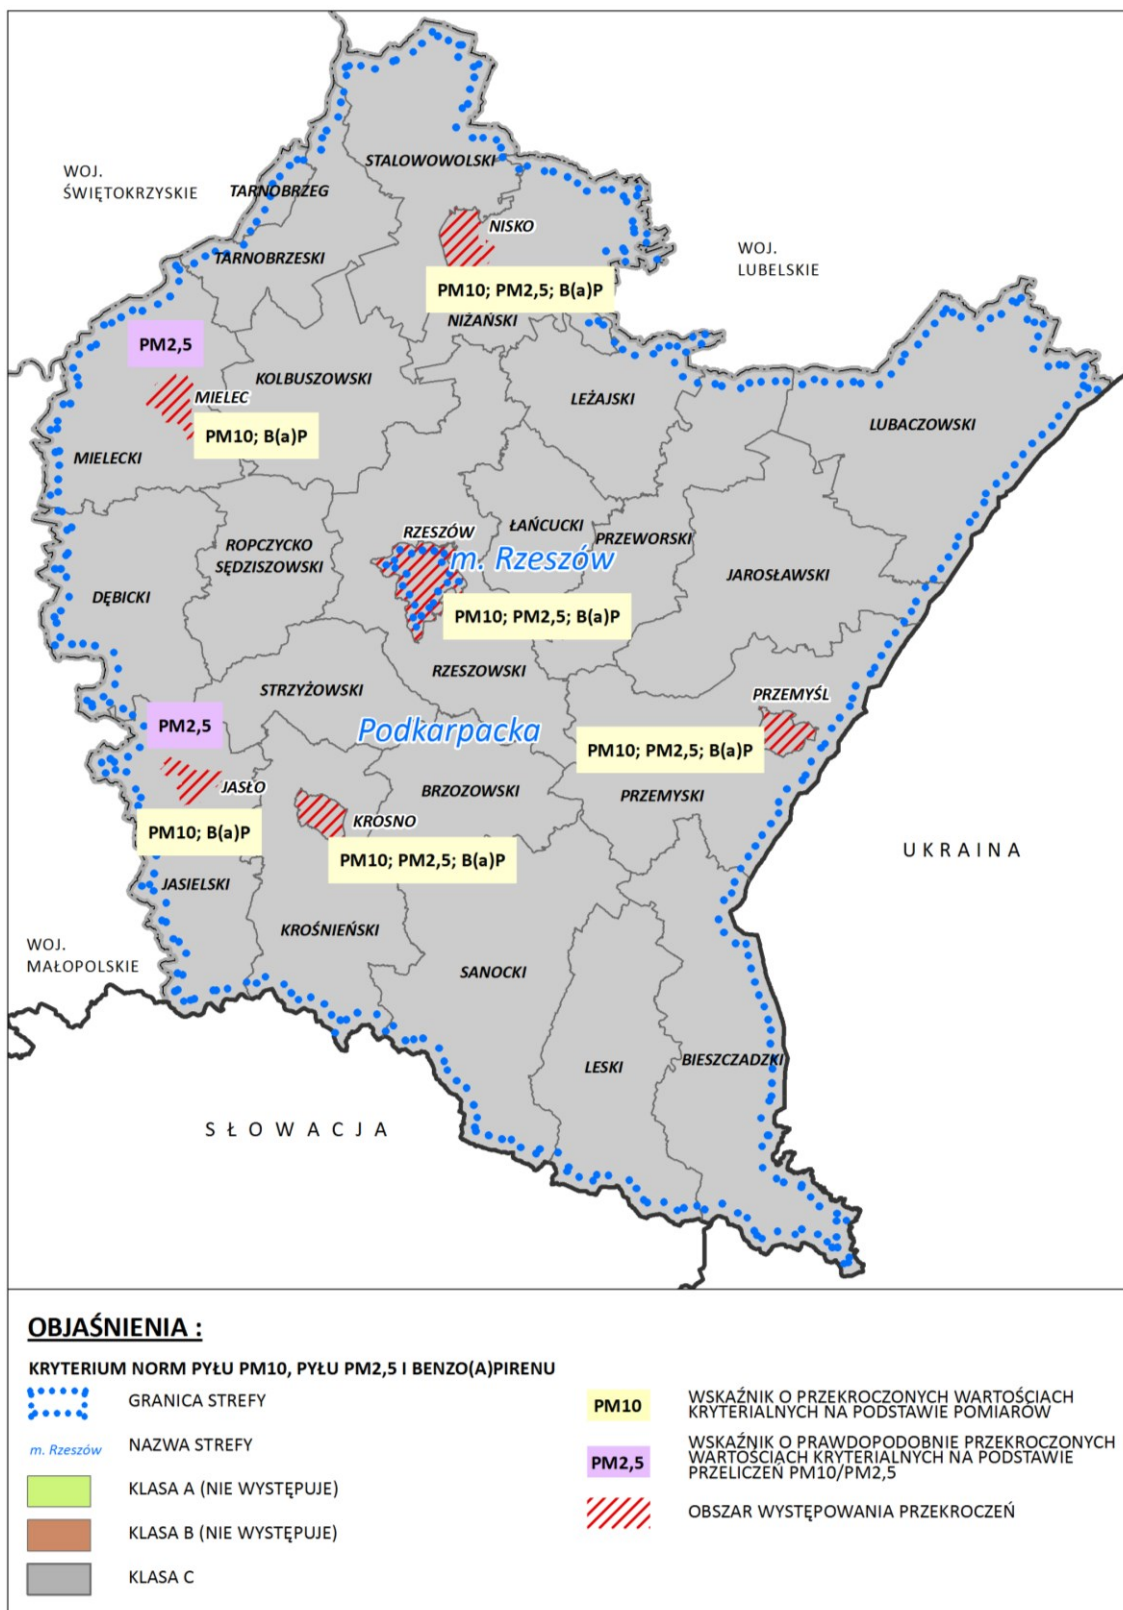 WOJ.
ŚWIĘTOKRZYSKIE
TARNOBRZEG
STALOWOWOLSKI
NISKO
TARNOBRZESKI
WOJ.
LUBELSKIE
PM10; PM2,5; B(a)P
NIŻAŃSKI
PM2,5
KOLBUSZOWSKI
MIELEC
LEŻAJSKI
LUBACZOWSKI
PM10; B(a)P
MIELECKI
RZESZÓW
ŁAŃCUCKI
PRZEWORSKI
ROPCZYCKO
SĘDZISZOWSKI
m. Rzeszów
JAROSŁAWSKI
DĘBICKI
PM10; PM2,5; B(a)P
RZESZOWSKI
STRZYŻOWSKI
PRZEMYŚL
PM2,5
Podkarpacka
PM10; PM2,5; B(a)P
JASŁO
BRZOZOWSKI
PRZEMYSKI
KROSNO
PM10; B(a)P
PM10; PM2,5; B(a)P
UKRAINA
JASIELSKI
KROŚNIEŃSKI
WOJ.
MAŁOPOLSKIE
SANOCKI
LESKI
BIESZCZADZKI
SŁOWACJA
OBJAŚNIENIA :
KRYTERIUM NORM PYŁU PM10, PYŁU PM2,5 I BENZO(A)PIRENU
GRANICA STREFY
m. Rzeszów
NAZWA STREFY
KLASA A (NIE WYSTĘPUJE)
KLASA B (NIE WYSTĘPUJE)
KLASA C
PM10
WSKAŹNIK O PRZEKROCZONYCH WARTOŚCIACH
KRYTERIALNYCH NA PODSTAWIE POMIARÓW
PM2,5
WSKAŹNIK O PRAWDOPODOBNIE PRZEKROCZONYCH
WARTOŚCIACH KRYTERIALNYCH NA PODSTAWIE
PRZELICZEŃ PM10/PM2,5
OBSZAR WYSTĘPOWANIA PRZEKROCZEŃ